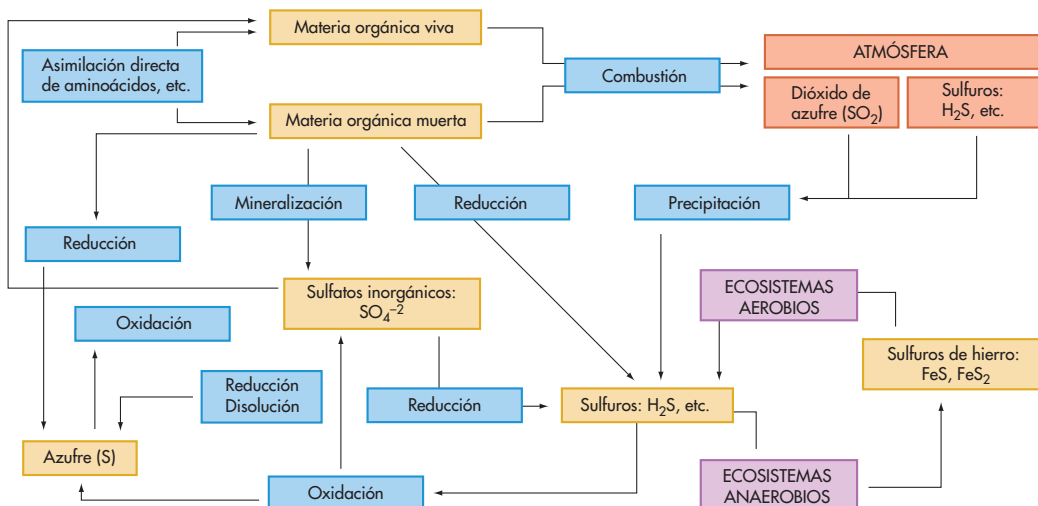 Materia orgánica viva
Asimilación directa
de aminoácidos, etc.
Combustión
ATMÓSFERA
Dióxido de
azufre (SO₂)
Sulfuros:
H₂S, etc.
Materia orgánica muerta
Mineralización
Reducción
Precipitación
Reducción
Sulfatos inorgánicos:
SO₄⁻²
ECOSISTEMAS
AEROBIOS
Oxidación
Sulfuros de hierro:
FeS, FeS₂
Reducción
Disolución
Reducción
Sulfuros: H₂S, etc.
Azufre (S)
Oxidación
ECOSISTEMAS
ANAEROBIOS